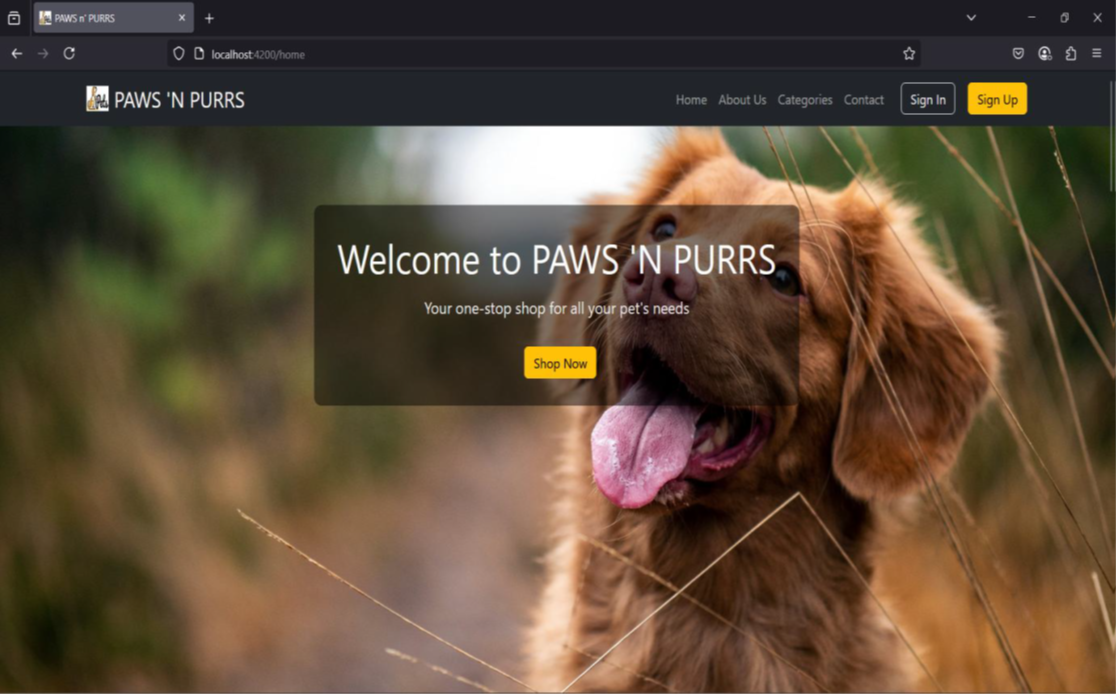 PAWS n' PURRS
localhost:4200/home
PAWS 'N PURRS
Home About Us Categories Contact Sign In Sign Up
Welcome to PAWS 'N PURRS
Your one-stop shop for all your pet's needs
Shop Now